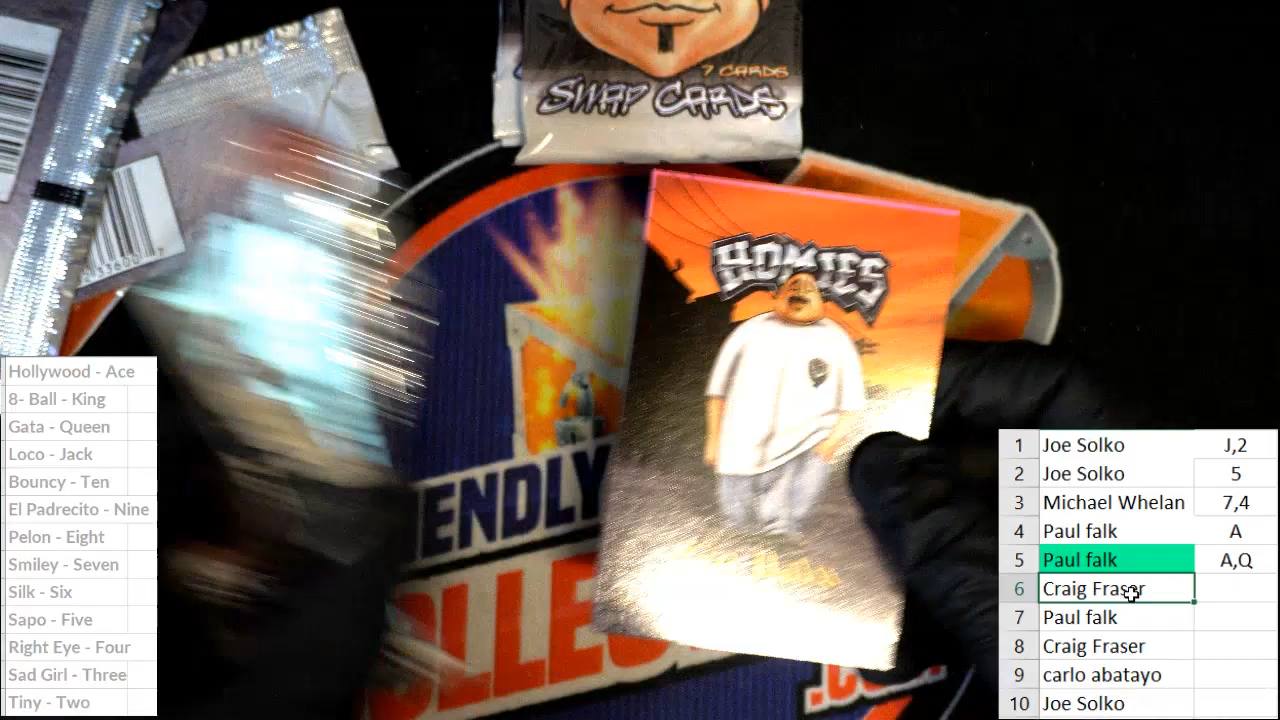 7 CARDS
SWAP CARDS
HOMIES
ENDLY
COLLE
.CO
Hollywood - Ace
8- Ball - King
Gata - Queen
Loco - Jack
Bouncy - Ten
El Padrecito - Nine
Pelon - Eight
Smiley - Seven
Silk - Six
Sapo - Five
Right Eye - Four
Sad Girl - Three
Tiny - Two
1 Joe Solko J,2
2 Joe Solko 5
3 Michael Whelan 7,4
4 Paul falk A
5 Paul falk A,Q
6 Craig Fraser
7 Paul falk
8 Craig Fraser
9 carlo abatayo
10 Joe Solko